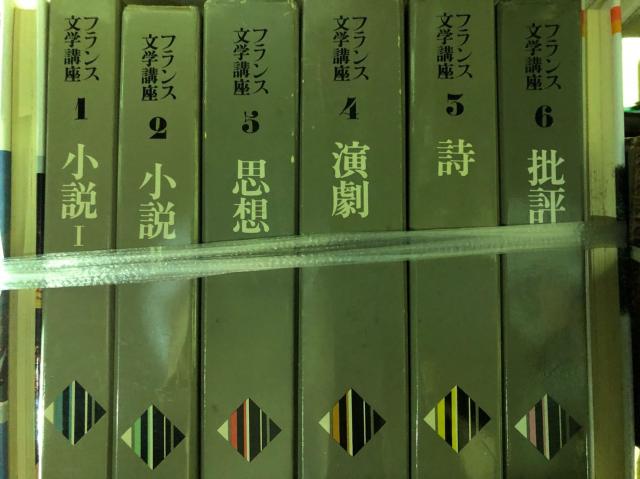 フランス
文学講座
1
小説 I
フランス
文学講座
2
小説 II
フランス
文学講座
5
思想
フランス
文学講座
4
演劇
フランス
文学講座
3
詩
フランス
文学講座
6
批評